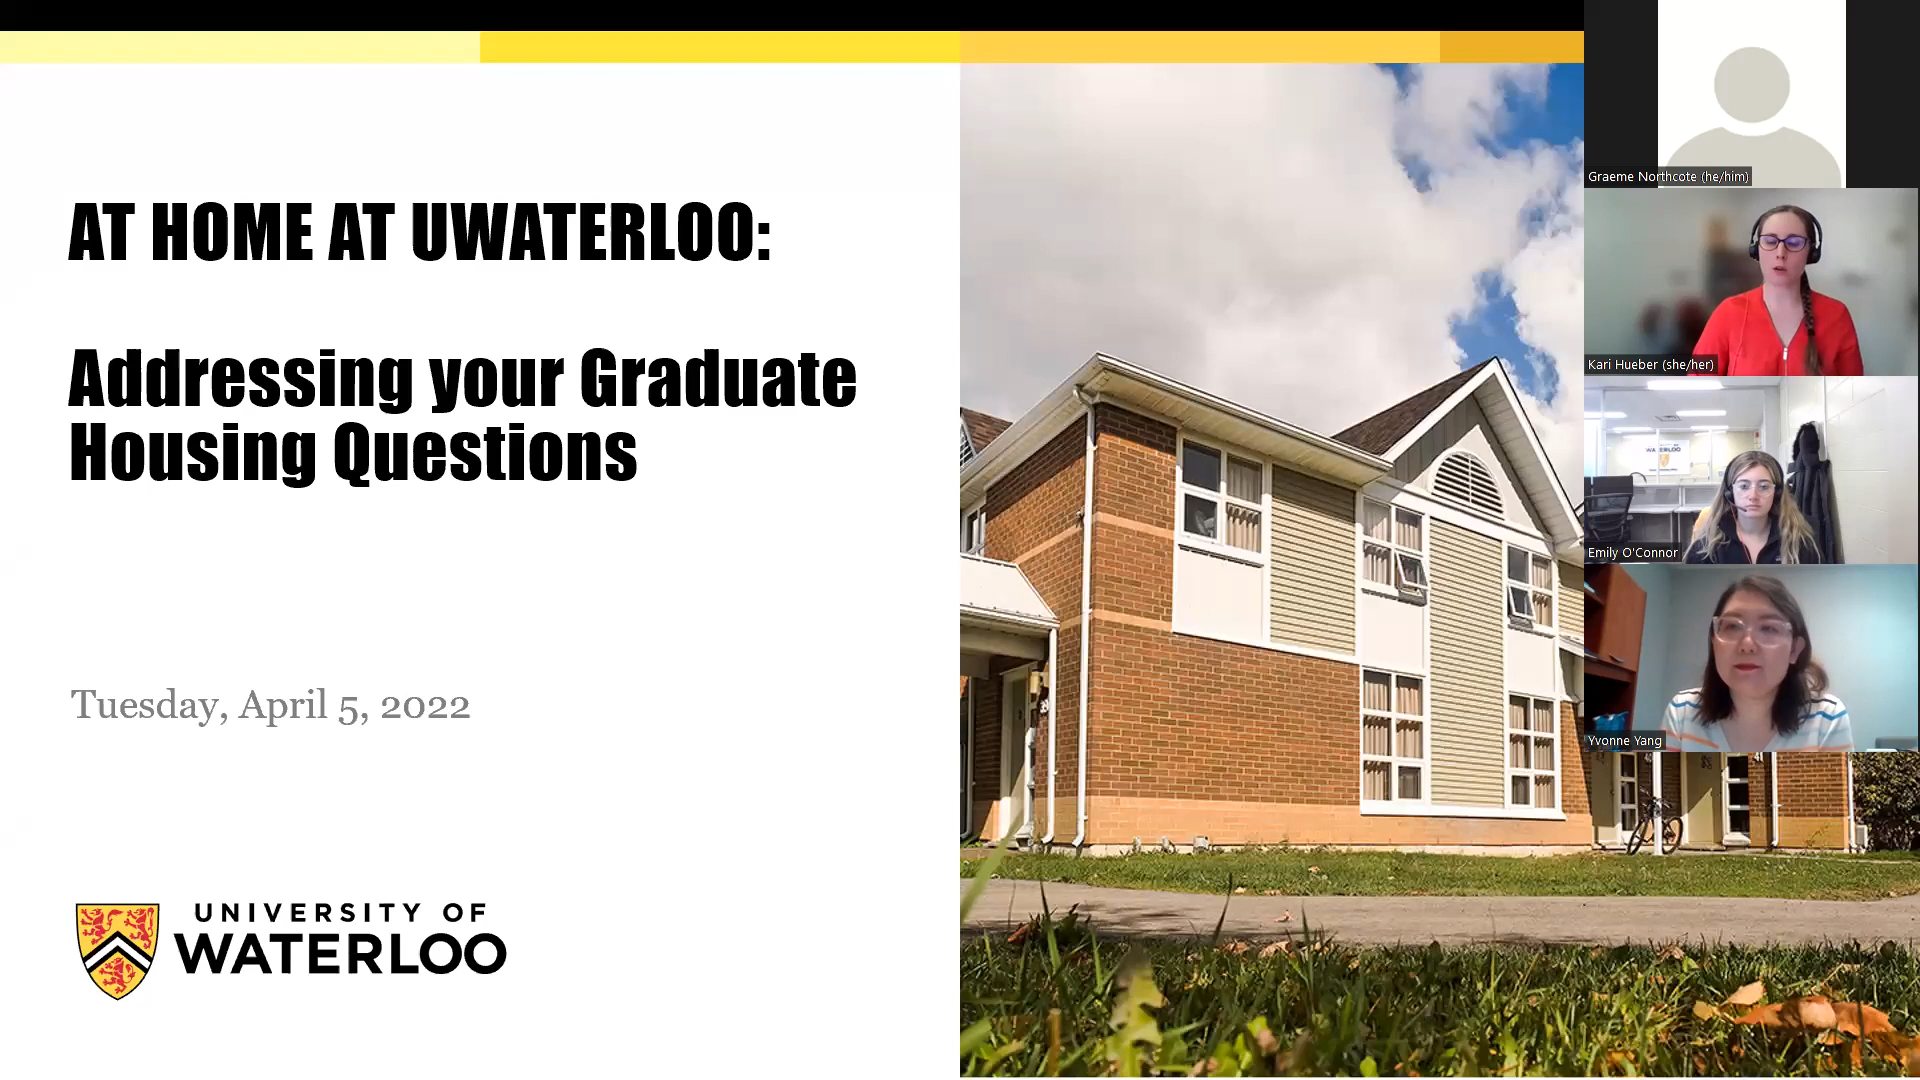 AT HOME AT UWATERLOO:
Addressing your Graduate
Housing Questions
Tuesday, April 5, 2022
UNIVERSITY OF
WATERLOO
Graeme Northcote (he/him)
Kari Hueber (she/her)
WATERLOO
Emily O'Connor
Yvonne Yang